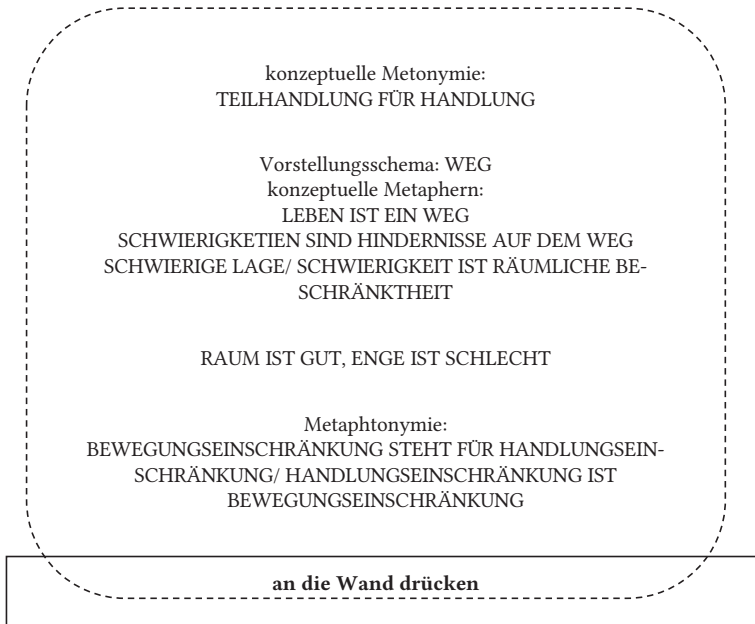 konzeptuelle Metonymie:
TEILHANDLUNG FÜR HANDLUNG
Vorstellungsschema: WEG
konzeptuelle Metaphern:
LEBEN IST EIN WEG
SCHWIERIGKETIEN SIND HINDERNISSE AUF DEM WEG
SCHWIERIGE LAGE/ SCHWIERIGKEIT IST RÄUMLICHE BE-
SCHRÄNKTHEIT
RAUM IST GUT, ENGE IST SCHLECHT
Metaphtonymie:
BEWEGUNGSEINSCHRÄNKUNG STEHT FÜR HANDLUNGSEIN-
SCHRÄNKUNG/ HANDLUNGSEINSCHRÄNKUNG IST
BEWEGUNGSEINSCHRÄNKUNG
an die Wand drücken